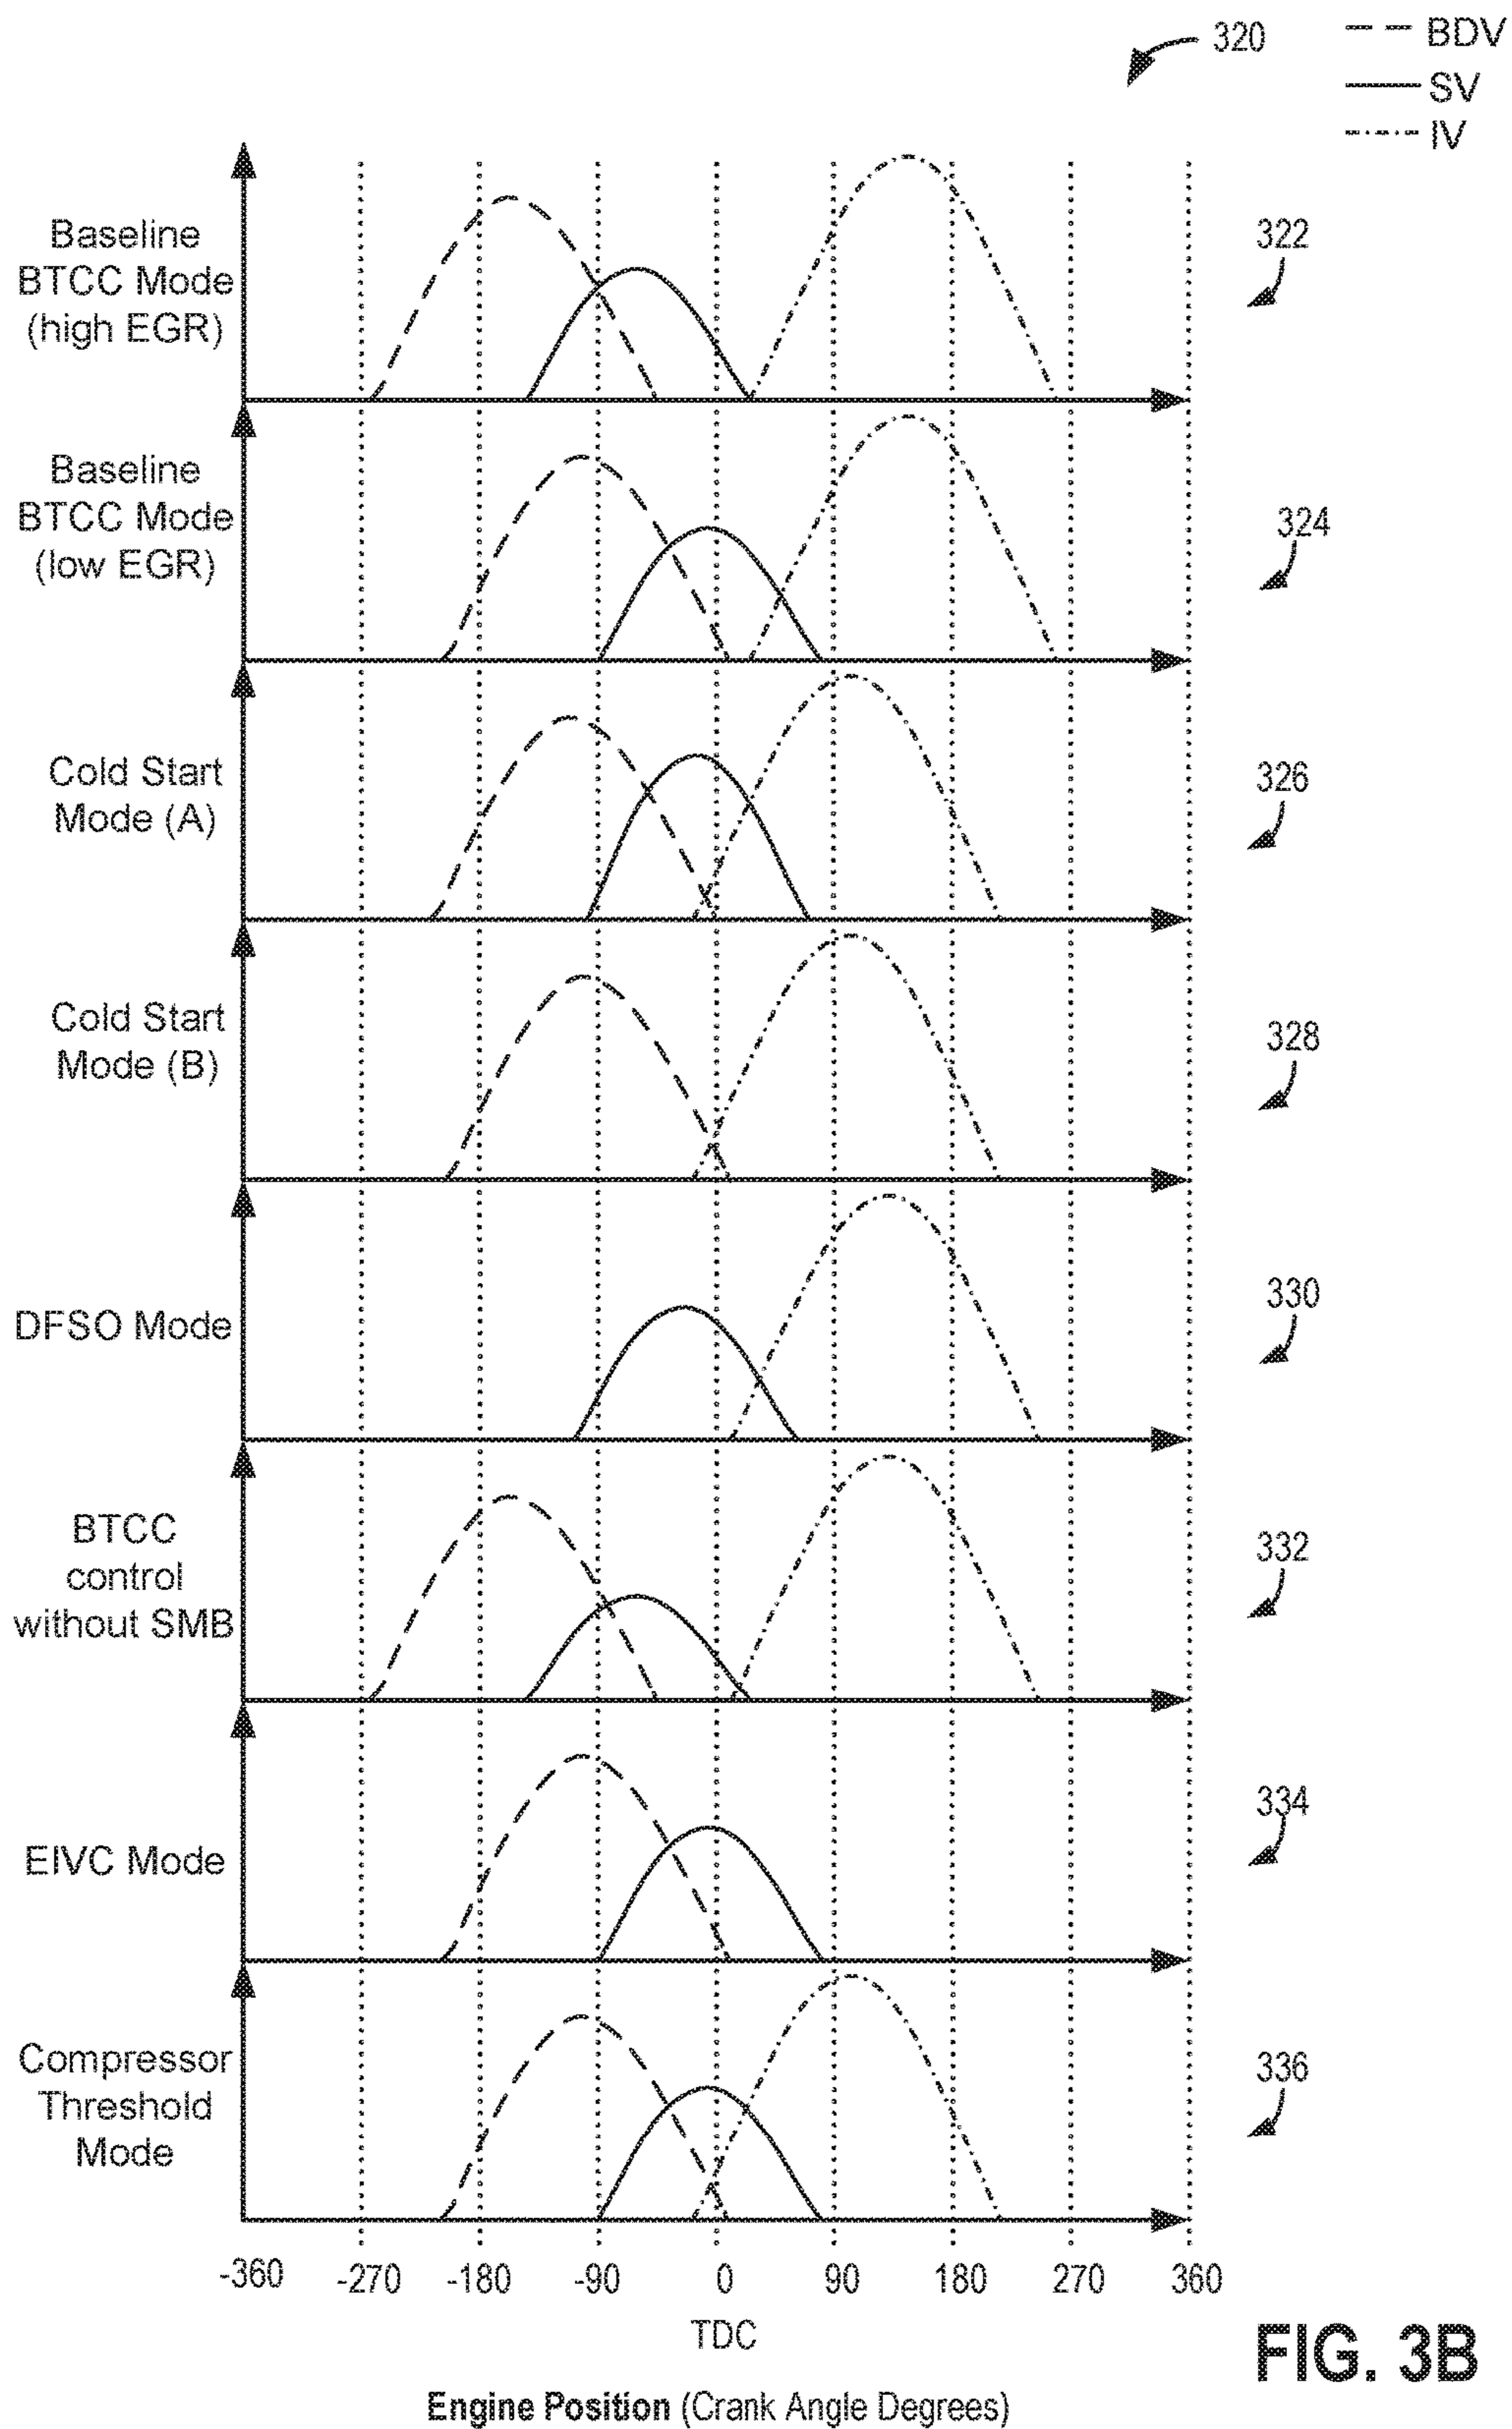 320
BDV
SV
IV
Baseline
BTCC Mode
(high EGR)
322
Baseline
BTCC Mode
(low EGR)
324
Cold Start
Mode (A)
326
Cold Start
Mode (B)
328
DFSO Mode
330
BTCC
control
without SMB
332
EIVC Mode
334
Compressor
Threshold
Mode
336
-360 -270 -180 -90 0 90 180 270 360
TDC
Engine Position (Crank Angle Degrees)
FIG. 3B